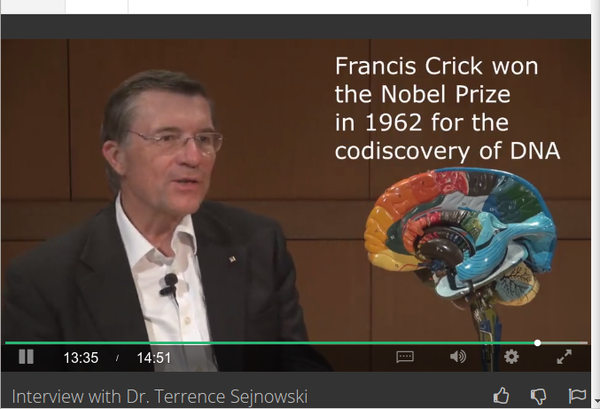 Francis Crick won
the Nobel Prize
in 1962 for the
codiscovery of DNA
13:35 / 14:51
Interview with Dr. Terrence Sejnowski